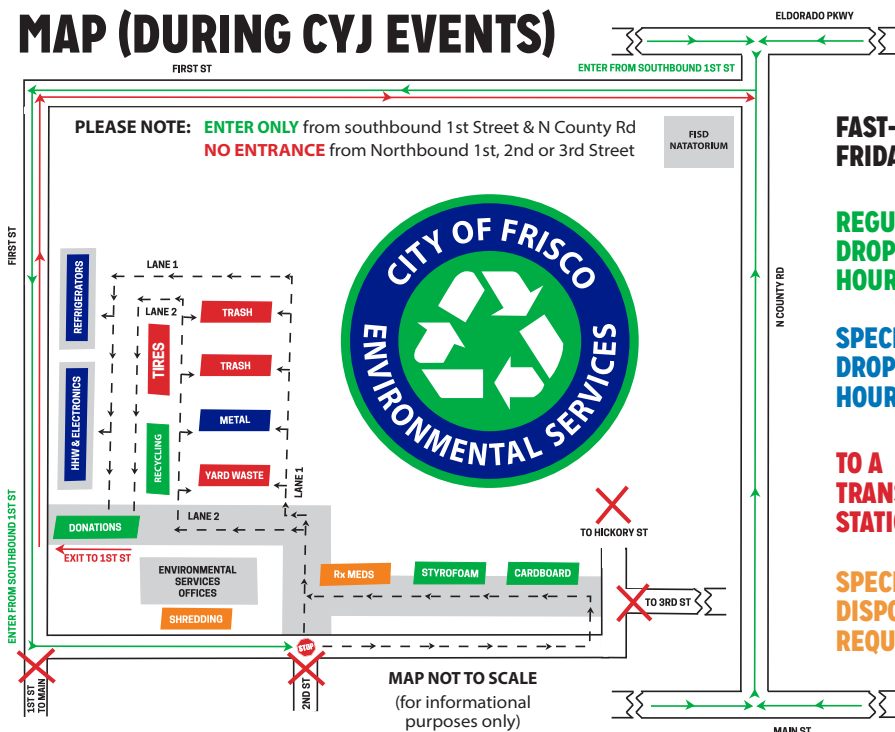 MAP (DURING CYJ EVENTS)
ELDORADO PKWY
FIRST ST
ENTER FROM SOUTHBOUND 1ST ST
PLEASE NOTE: ENTER ONLY from southbound 1st Street & N County Rd
NO ENTRANCE from Northbound 1st, 2nd or 3rd Street
FISD
NATATORIUM
FAST-
FRIDA
REGU
DROP
HOUR
SPECI
DROP
HOUR
TO A
TRANS
STATIO
SPECI
DISPO
REQU
FIRST ST
N COUNTY RD
CITY OF FRISCO
ENVIRONMENTAL SERVICES
LANE 1
LANE 2
REFRIGERATORS
TRASH
TIRES
TRASH
HHW & ELECTRONICS
METAL
RECYCLING
YARD WASTE
LANE 1
LANE 2
DONATIONS
EXIT TO 1ST ST
ENTER FROM SOUTHBOUND 1ST ST
TO HICKORY ST
ENVIRONMENTAL
SERVICES
OFFICES
Rx MEDS
STYROFOAM
CARDBOARD
TO 3RD ST
SHREDDING
STOP
1ST ST
TO MAIN
2ND ST
MAP NOT TO SCALE
(for informational
purposes only)
MAIN ST